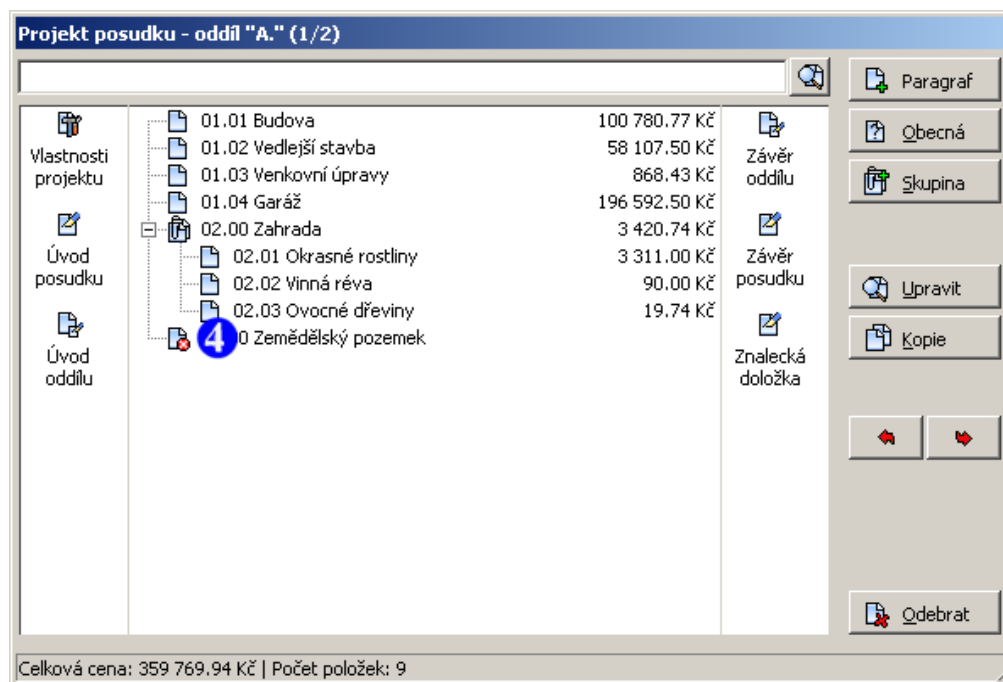 Projekt posudku - oddíl "A." (1/2)
Vlastnosti
projektu
Úvod
posudku
Úvod
oddílu
01.01 Budova 100 780.77 Kč
01.02 Vedlejší stavba 58 107.50 Kč
01.03 Venkovní úpravy 868.43 Kč
01.04 Garáž 196 592.50 Kč
02.00 Zahrada 3 420.74 Kč
02.01 Okrasné rostliny 3 311.00 Kč
02.02 Vinná réva 90.00 Kč
02.03 Ovocné dřeviny 19.74 Kč
4 0 Zemědělský pozemek
Závěr
oddílu
Závěr
posudku
Znalecká
doložka
Paragraf
Obecná
Skupina
Upravit
Kopie
Odebrat
Celková cena: 359 769.94 Kč | Počet položek: 9